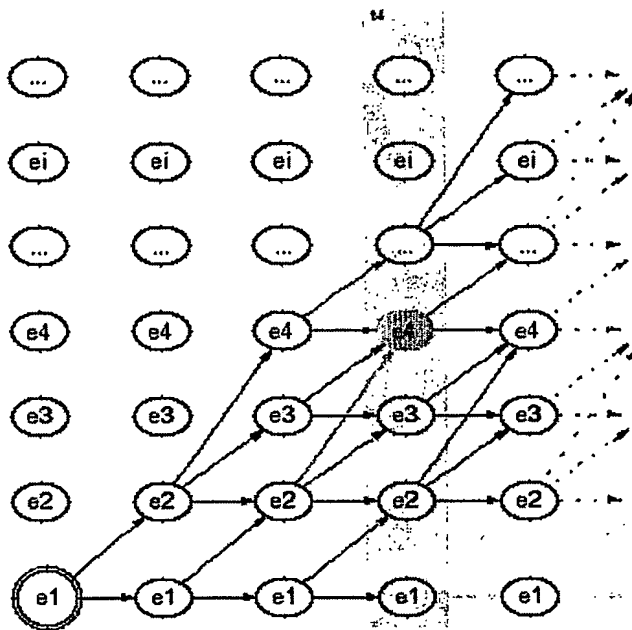 t4
... ... ... ... ...
ei ei ei ei ei
... ... ... ... ...
e4 e4 e4 e4 e4
e3 e3 e3 e3 e3
e2 e2 e2 e2 e2
e1 e1 e1 e1 e1